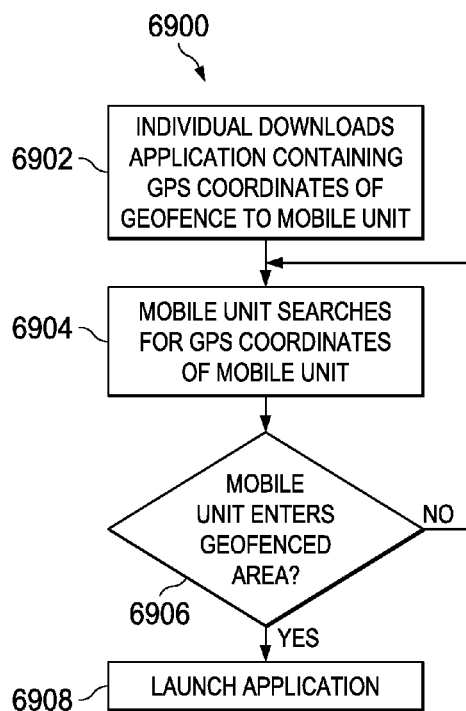 6900
6902
INDIVIDUAL DOWNLOADS
APPLICATION CONTAINING
GPS COORDINATES OF
GEOFENCE TO MOBILE UNIT
6904
MOBILE UNIT SEARCHES
FOR GPS COORDINATES
OF MOBILE UNIT
MOBILE
UNIT ENTERS
GEOFENCED
AREA?
NO
6906
YES
6908
LAUNCH APPLICATION